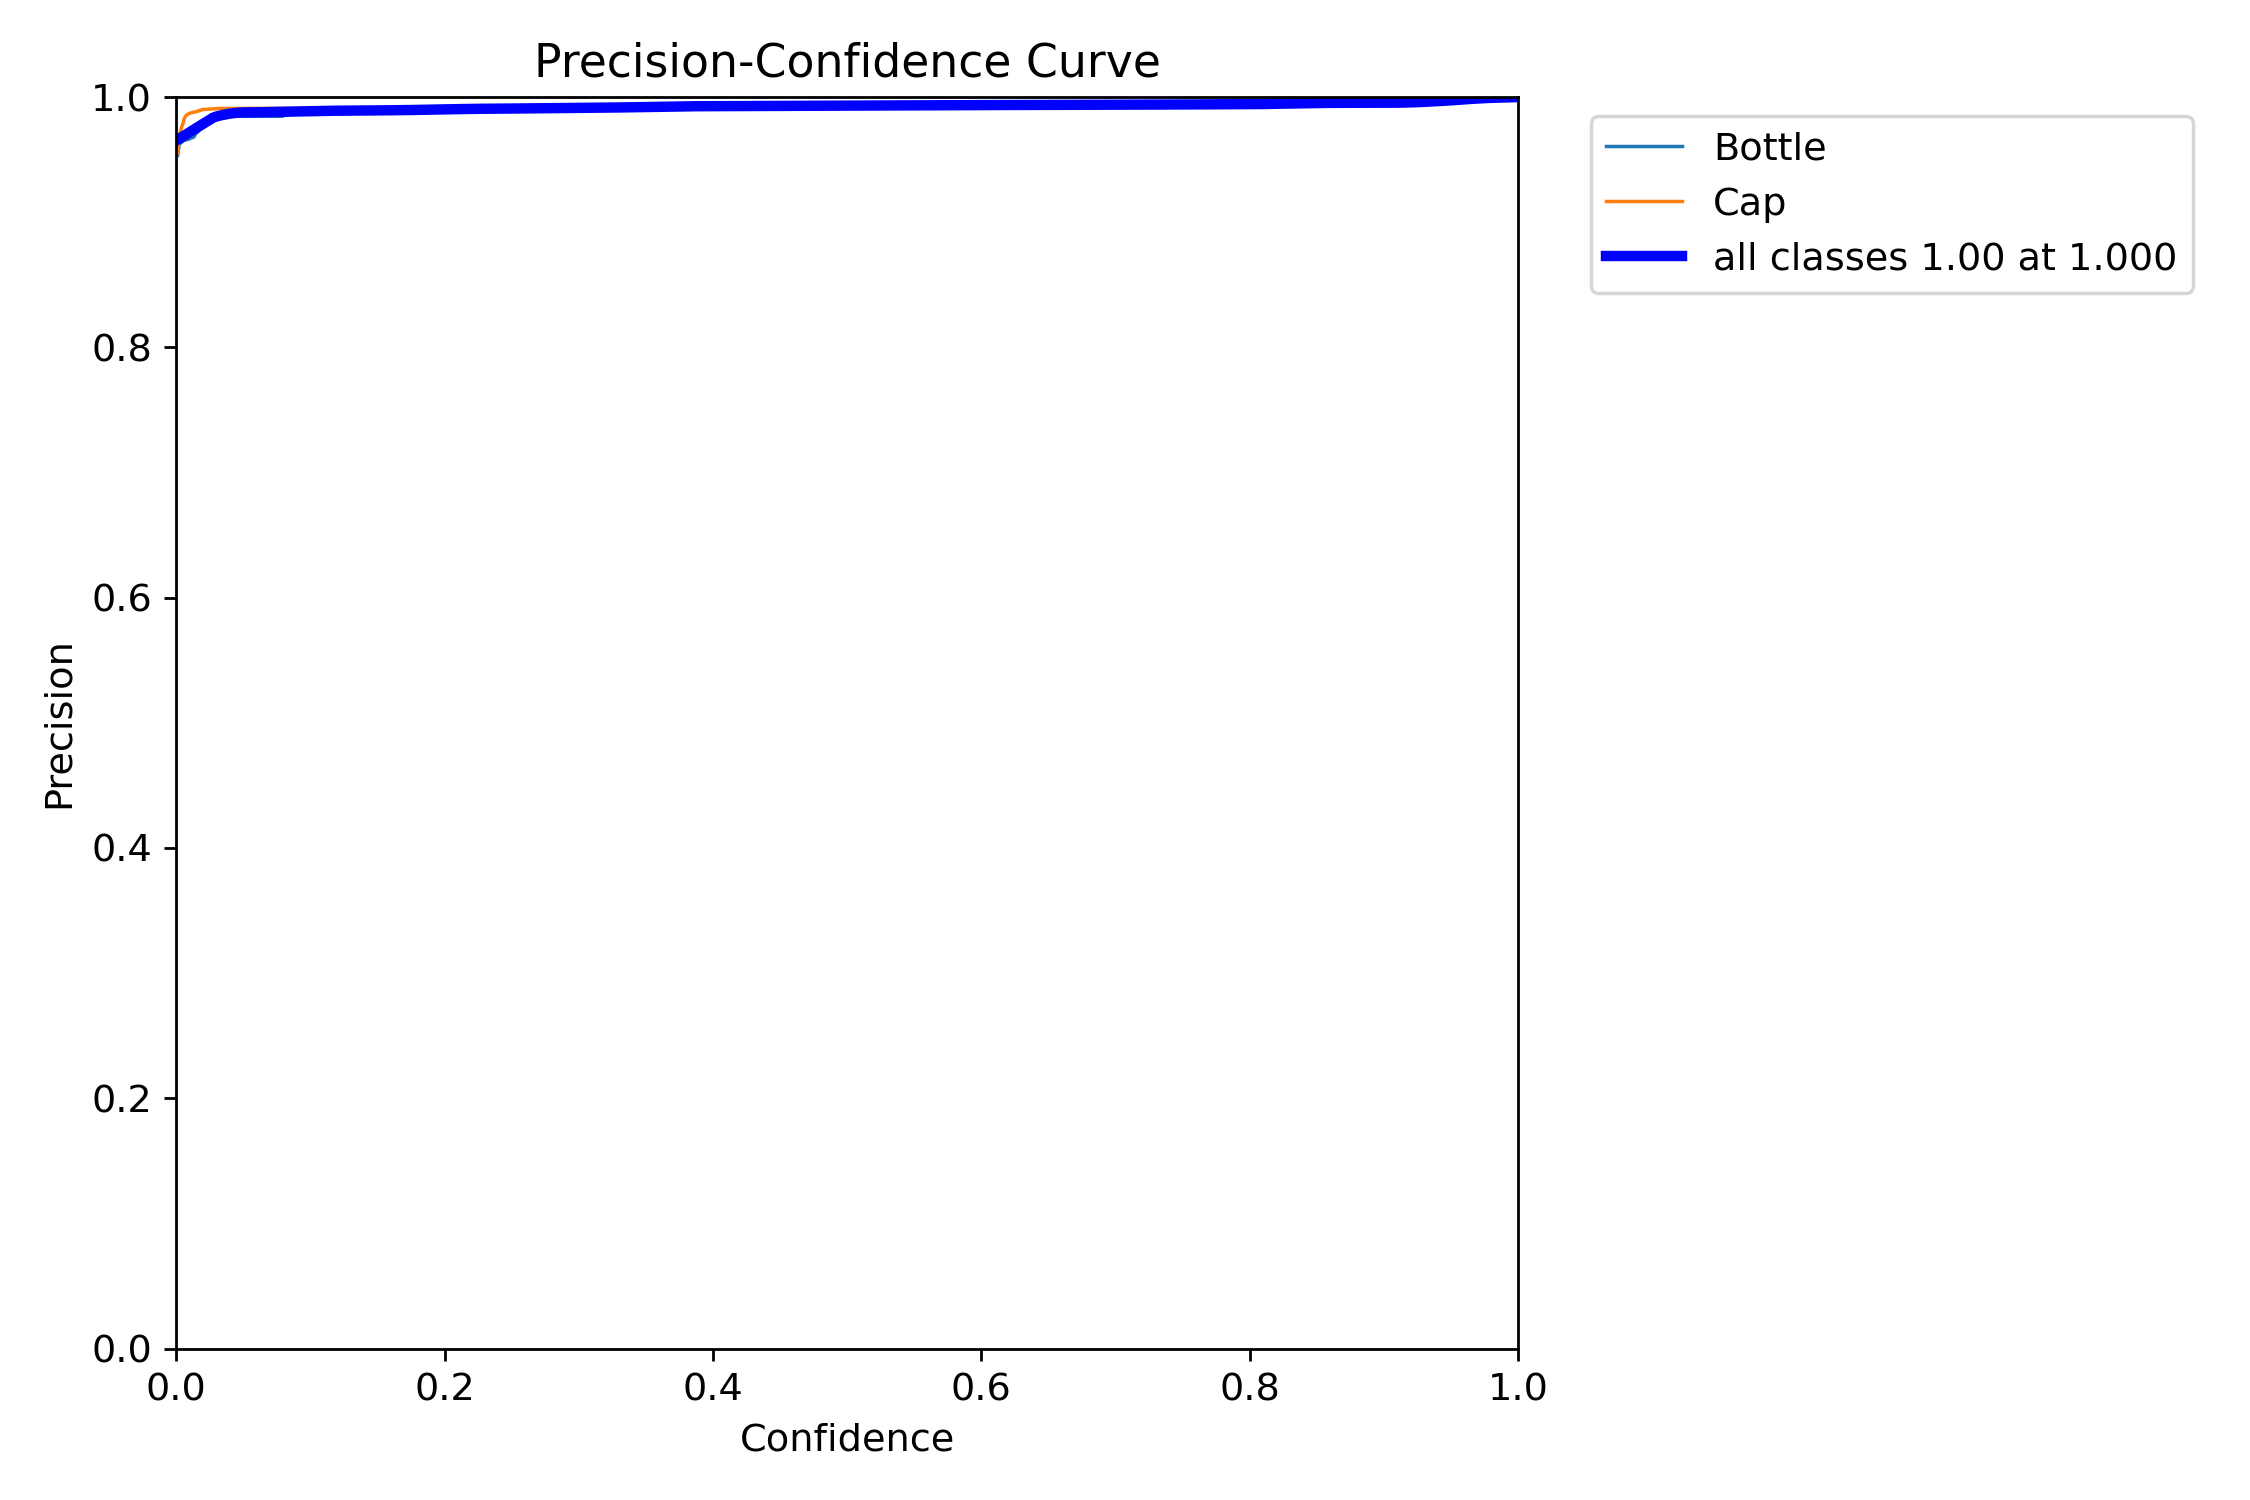 Precision-Confidence Curve
1.0
0.8
0.6
0.4
0.2
0.0
Precision
0.0 0.2 0.4 0.6 0.8 1.0
Confidence
Bottle
Cap
all classes 1.00 at 1.000